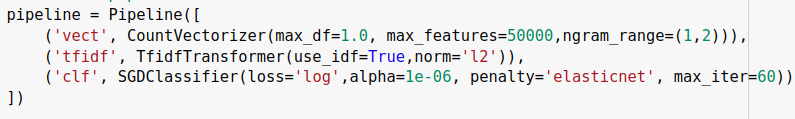 pipeline = Pipeline([
    ('vect', CountVectorizer(max_df=1.0, max_features=50000,ngram_range=(1,2))),
    ('tfidf', TfidfTransformer(use_idf=True,norm='l2')),
    ('clf', SGDClassifier(loss='log',alpha=1e-06, penalty='elasticnet', max_iter=60))
])